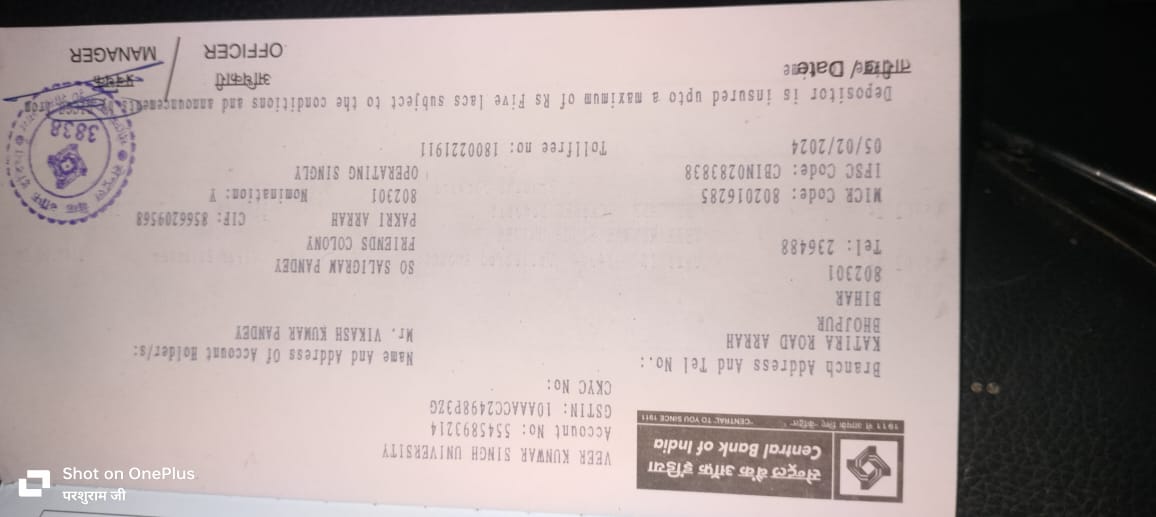 सेन्ट्रल बैंक ऑफ़ इंडिया
Central Bank of India
1911 से आपके लिए "केंद्रित" "CENTRAL" TO YOU SINCE 1911
VEER KUNWAR SINGH UNIVERSITY
Account No: 5545893214
GSTIN: 10AAACC2498P3ZG
CKYC No:
Branch Address And Tel No.:
KATIRA ROAD ARRAH
BHOJPUR
BIHAR
802301
Tel: 236488
MICR Code: 802016285
IFSC Code: CBIN0283838
05/02/2024
Name And Address Of Account Holder/s:
Mr. VIKASH KUMAR PANDEY
SO SALIGRAM PANDEY
FRIENDS COLONY
PAKRI ARRAH CIF: 8566209568
802301 Nomination: Y
OPERATING SINGLY
Tollfree no: 1800221911
Depositor is insured upto a maximum of Rs Five lacs subject to the conditions and announcements
तारीख / Date
अधिकारी / प्रबंधक
OFFICER / MANAGER
3838
Shot on OnePlus
परशुराम जी